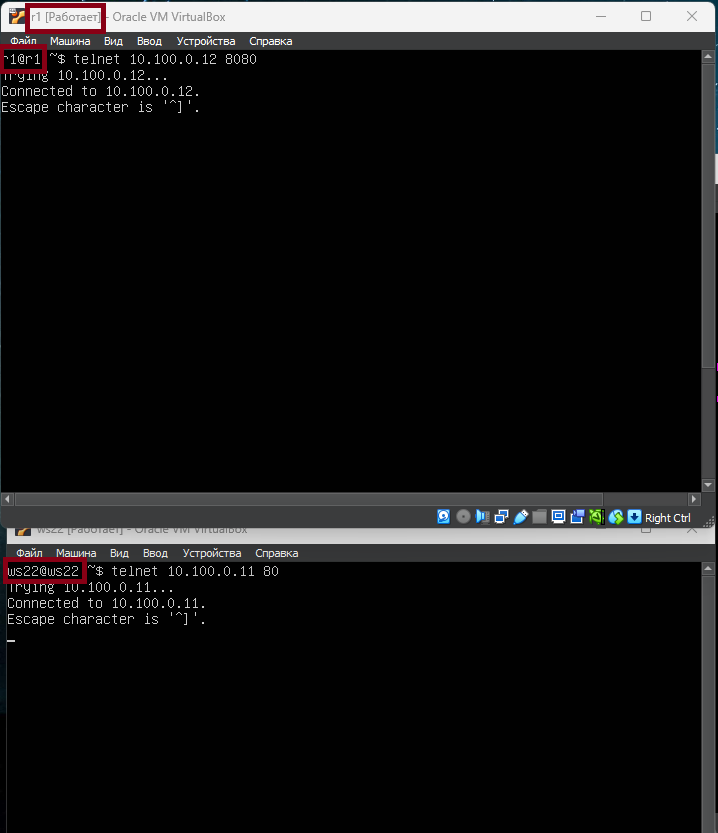 r1 [Работает] - Oracle VM VirtualBox
Файл Машина Вид Ввод Устройства Справка
r1@r1 ~$ telnet 10.100.0.12 8080
Trying 10.100.0.12...
Connected to 10.100.0.12.
Escape character is '^]'.
Right Ctrl
ws22 [Работает] - Oracle VM VirtualBox
Файл Машина Вид Ввод Устройства Справка
ws22@ws22 ~$ telnet 10.100.0.11 80
Trying 10.100.0.11...
Connected to 10.100.0.11.
Escape character is '^]'.